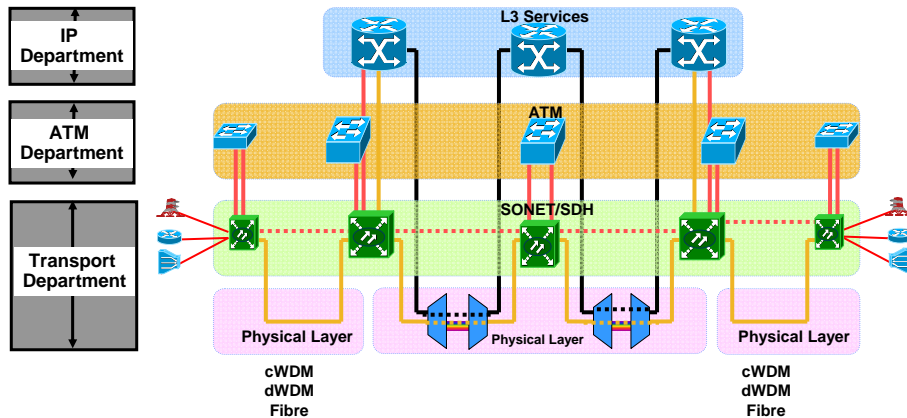 L3 Services
IP
Department
ATM
ATM
Department
SONET/SDH
Transport
Department
Physical Layer
Physical Layer
Physical Layer
cWDM
dWDM
Fibre
cWDM
dWDM
Fibre